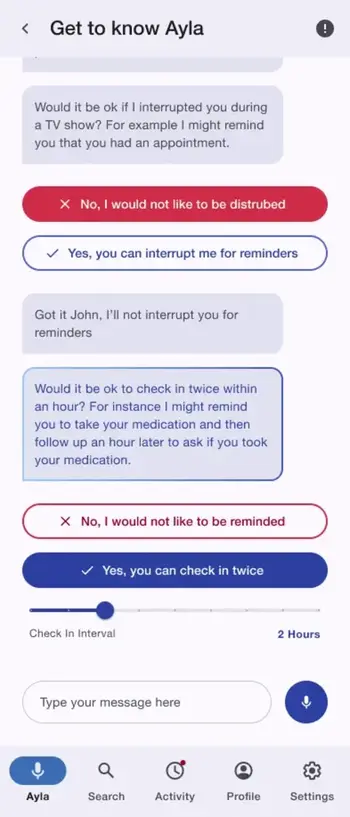 Get to know Ayla
Would it be ok if I interrupted you during
a TV show? For example I might remind
you that you had an appointment.
No, I would not like to be distrubed
Yes, you can interrupt me for reminders
Got it John, I'll not interrupt you for
reminders
Would it be ok to check in twice within
an hour? For instance I might remind
you to take your medication and then
follow up an hour later to ask if you took
your medication.
No, I would not like to be reminded
Yes, you can check in twice
Check In Interval
2 Hours
Type your message here
Ayla
Search
Activity
Profile
Settings